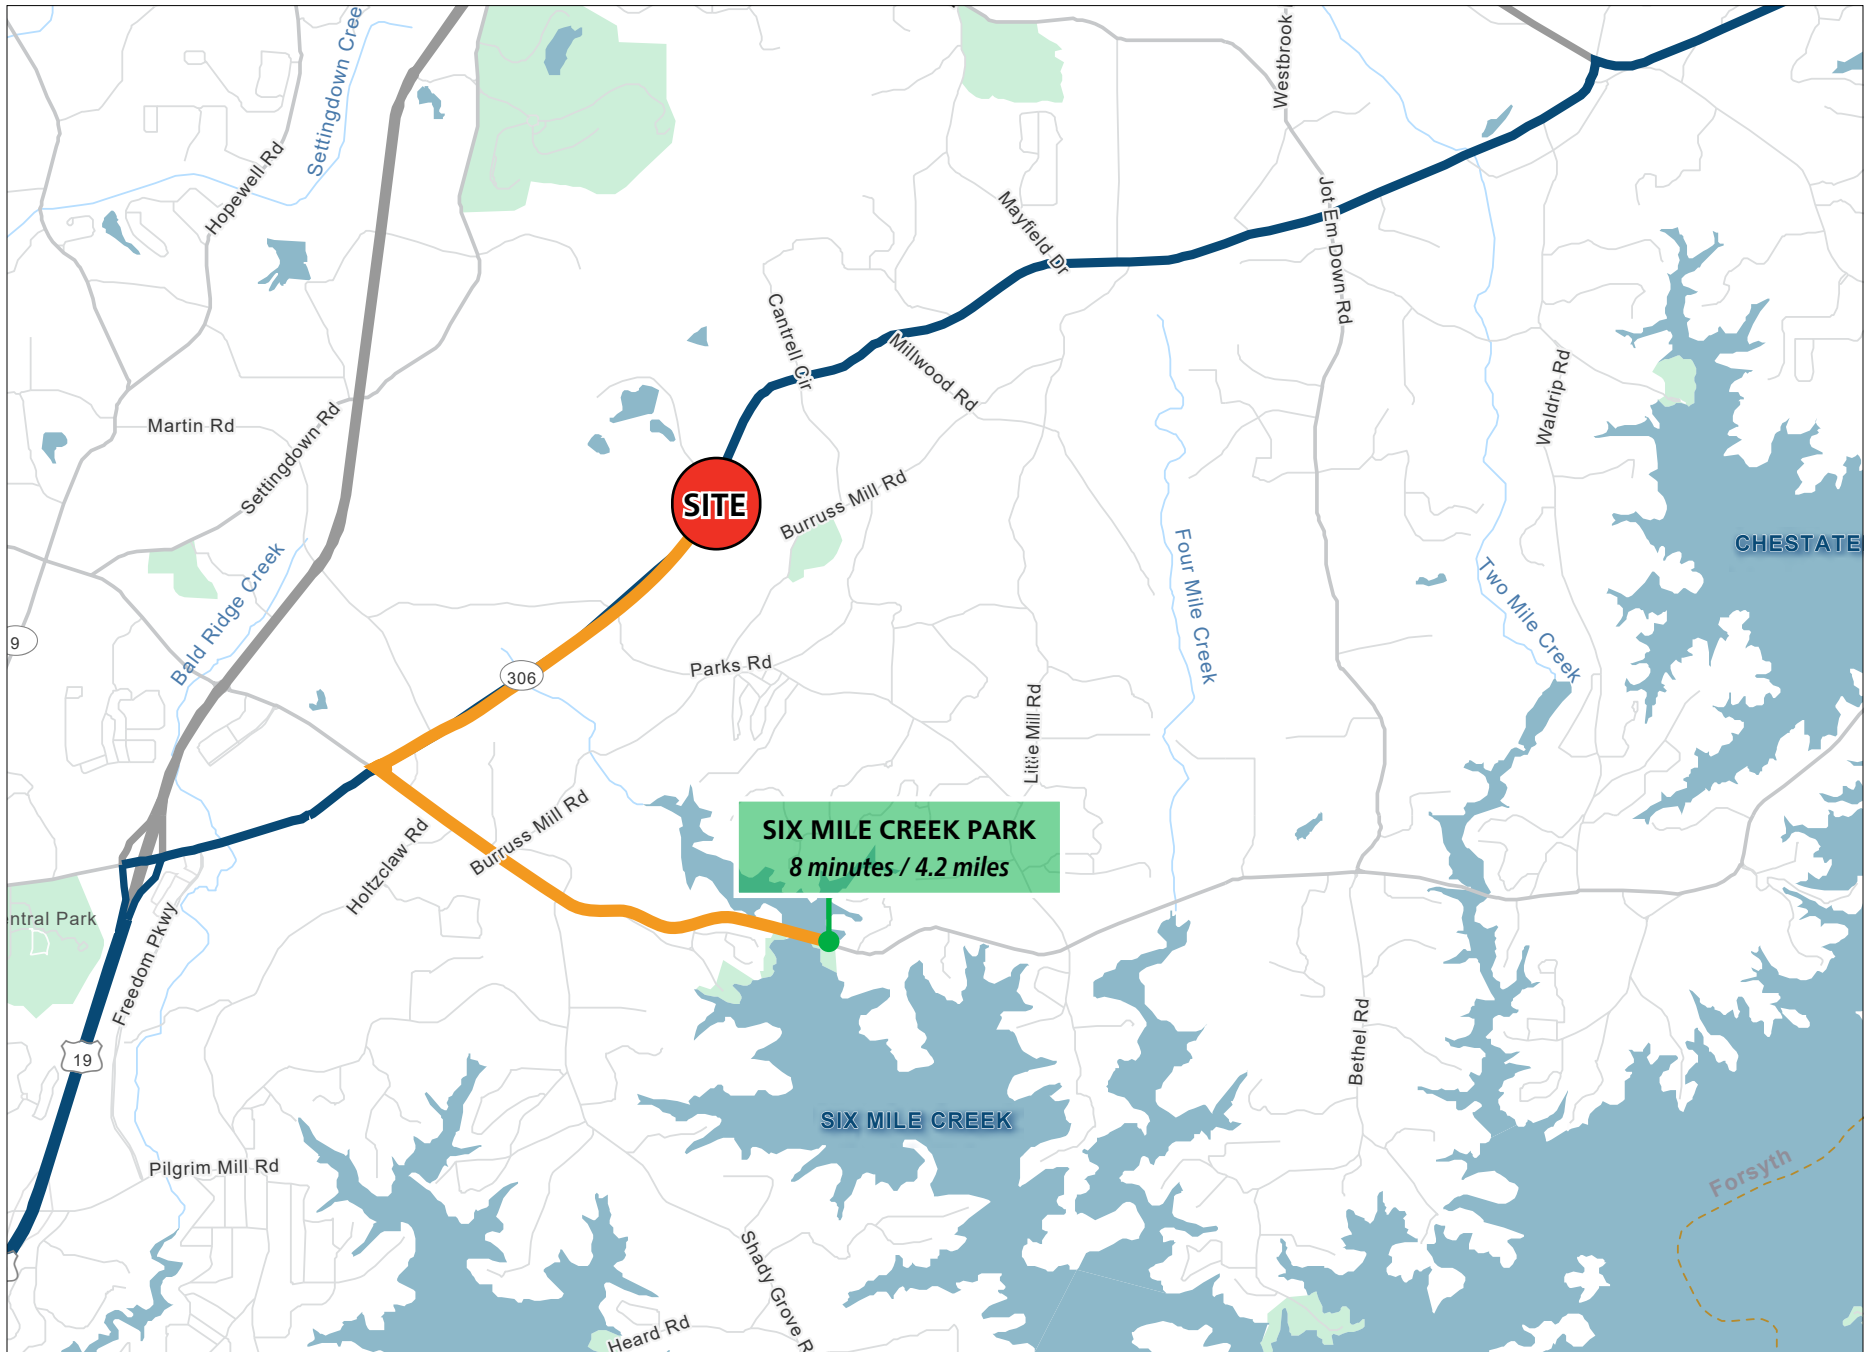 Settingdown Cree
Westbrook
Hopewell Rd
Jot Em Down Rd
Mayfield Dr
Cantrell Cir
Millwood Rd
Waldrip Rd
Martin Rd
Settingdown Rd
SITE
Burruss Mill Rd
CHESTATE
Bald Ridge Creek
Four Mile Creek
Two Mile Creek
9
306
Parks Rd
Little Mill Rd
Burruss Mill Rd
SIX MILE CREEK PARK
8 minutes / 4.2 miles
Holtzclaw Rd
entral Park
Freedom Pkwy
19
Bethel Rd
SIX MILE CREEK
Pilgrim Mill Rd
Forsyth
Shady Grove R
Heard Rd